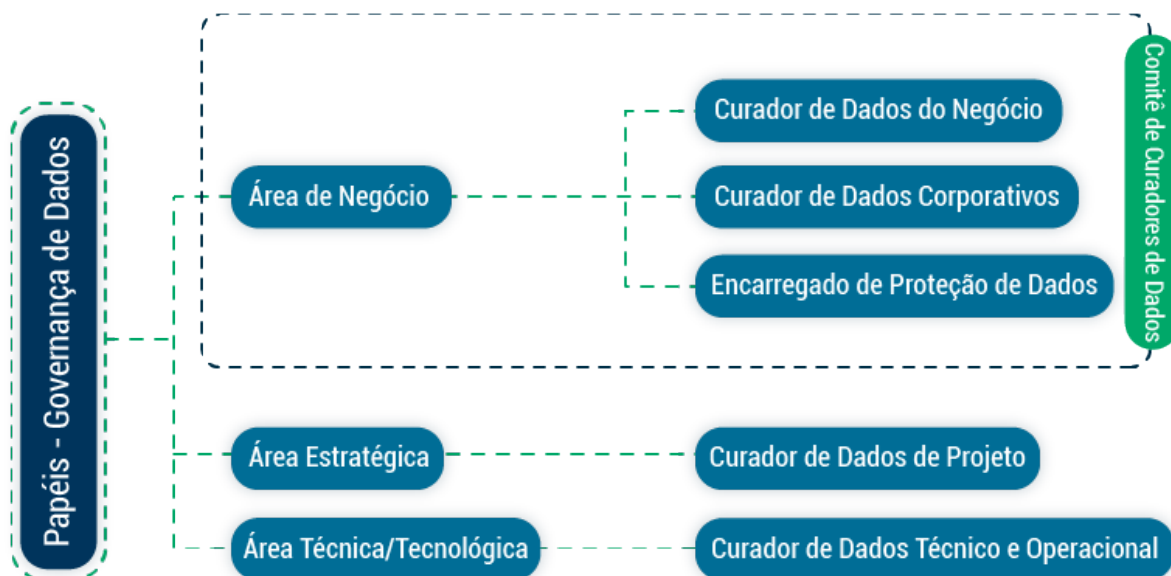 Papéis - Governança de Dados
Comitê de Curadores de Dados
Área de Negócio
Curador de Dados do Negócio
Curador de Dados Corporativos
Encarregado de Proteção de Dados
Área Estratégica
Curador de Dados de Projeto
Área Técnica/Tecnológica
Curador de Dados Técnico e Operacional